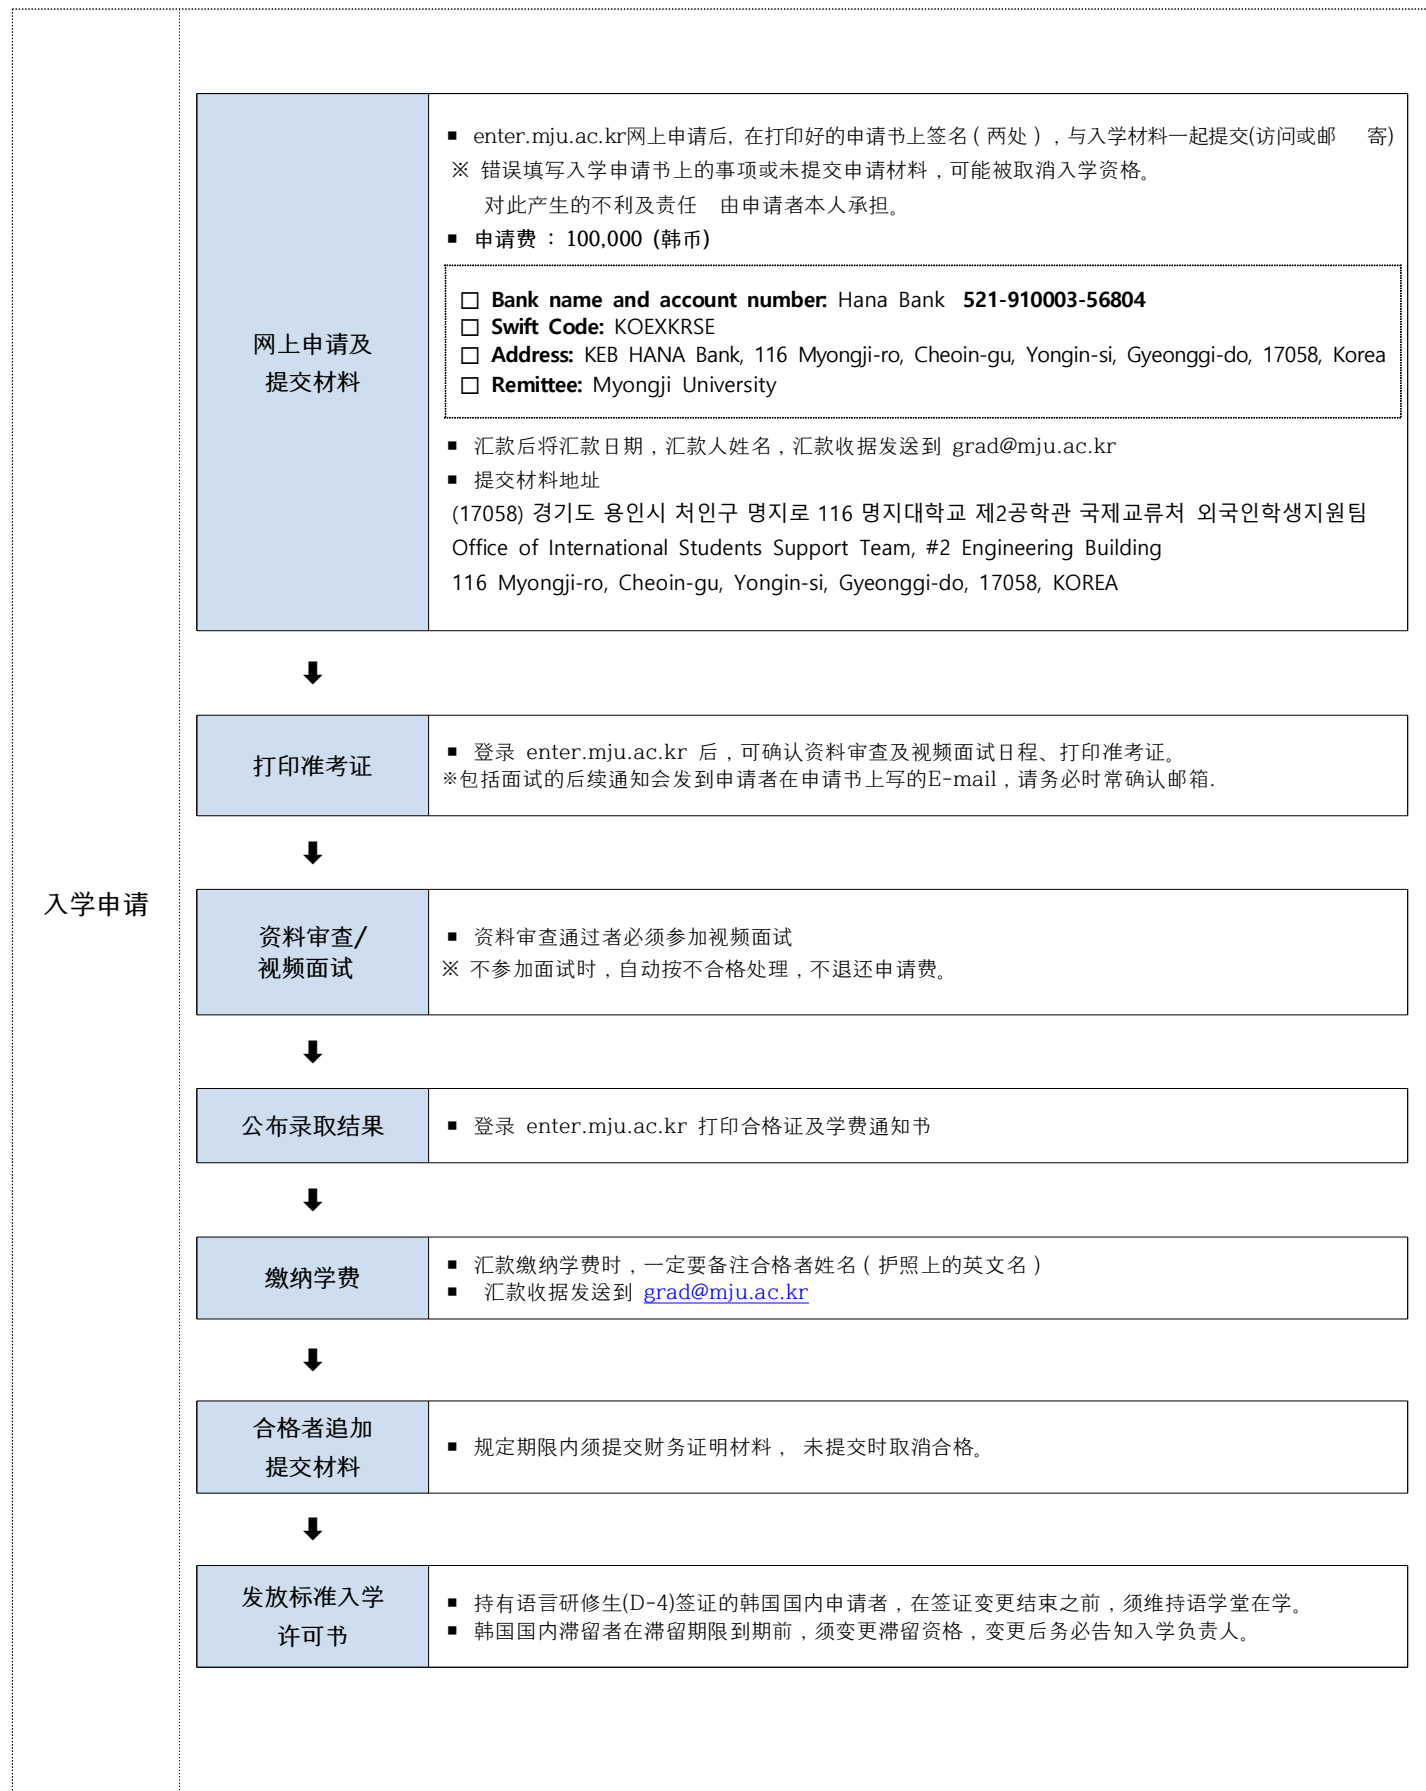 入学申请
网上申请及
提交材料
■ enter.mju.ac.kr网上申请后, 在打印好的申请书上签名 ( 两处 ) , 与入学材料一起提交(访问或邮 寄)
※ 错误填写入学申请书上的事项或未提交申请材料 , 可能被取消入学资格。
对此产生的不利及责任 由申请者本人承担。
■ 申请费 : 100,000 (韩币)
□ Bank name and account number: Hana Bank 521-910003-56804
□ Swift Code: KOEXKRSE
□ Address: KEB HANA Bank, 116 Myongji-ro, Cheoin-gu, Yongin-si, Gyeonggi-do, 17058, Korea
□ Remittee: Myongji University
■ 汇款后将汇款日期 , 汇款人姓名 , 汇款收据发送到 grad@mju.ac.kr
■ 提交材料地址
(17058) 경기도 용인시 처인구 명지로 116 명지대학교 제2공학관 국제교류처 외국인학생지원팀
Office of International Students Support Team, #2 Engineering Building
116 Myongji-ro, Cheoin-gu, Yongin-si, Gyeonggi-do, 17058, KOREA
打印准考证
■ 登录 enter.mju.ac.kr 后 , 可确认资料审查及视频面试日程、打印准考证。
※包括面试的后续通知会发到申请者在申请书上写的E-mail , 请务必时常确认邮箱.
资料审查/
视频面试
■ 资料审查通过者必须参加视频面试
※ 不参加面试时 , 自动按不合格处理 , 不退还申请费。
公布录取结果
■ 登录 enter.mju.ac.kr 打印合格证及学费通知书
缴纳学费
■ 汇款缴纳学费时 , 一定要备注合格者姓名 ( 护照上的英文名 )
■ 汇款收据发送到 grad@mju.ac.kr
合格者追加
提交材料
■ 规定期限内须提交财务证明材料 , 未提交时取消合格。
发放标准入学
许可书
■ 持有语言研修生(D-4)签证的韩国国内申请者 , 在签证变更结束之前 , 须维持语学堂在学。
■ 韩国国内滞留者在滞留期限到期前 , 须变更滞留资格 , 变更后务必告知入学负责人。